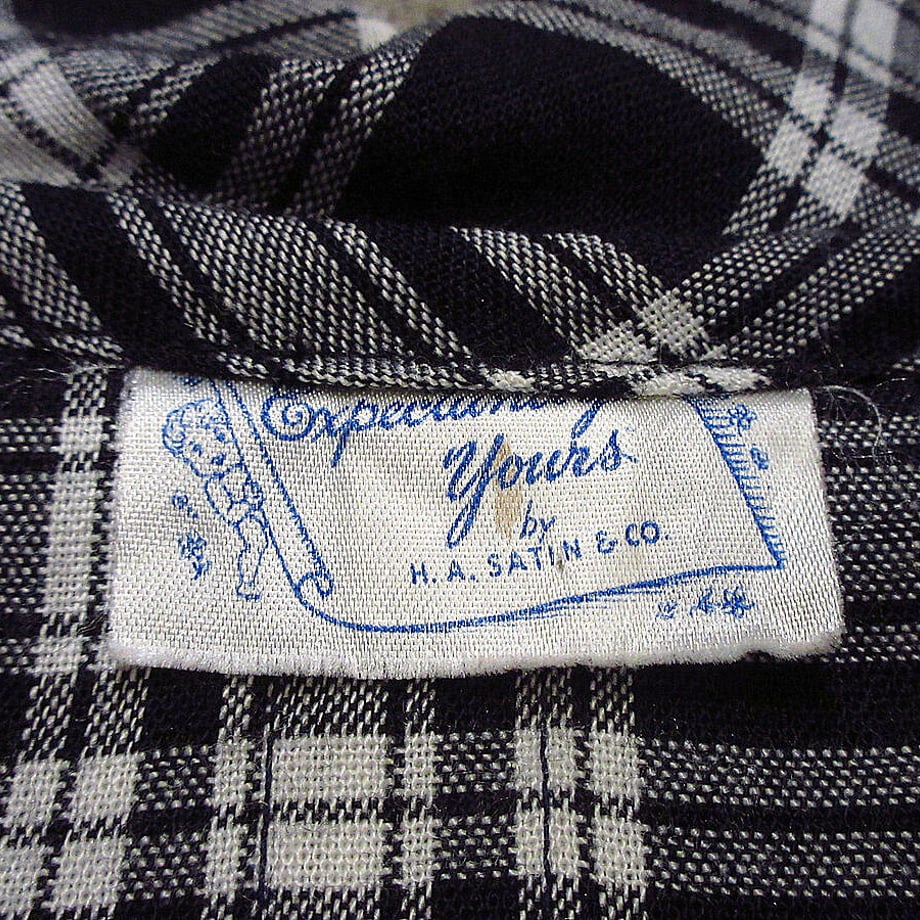 Expectantly
Yours
by
H. A. SATIN & CO.